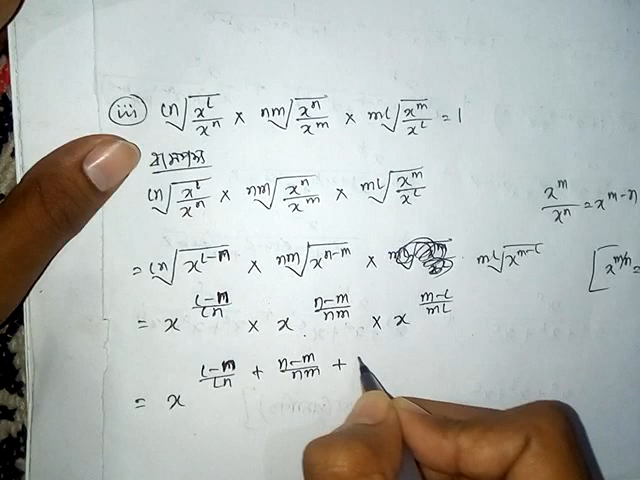 (iii) ln√(x^l/x^n) × nm√(x^n/x^m) × ml√(x^m/x^l) = 1
বামপক্ষ
ln√(x^l/x^n) × nm√(x^n/x^m) × ml√(x^m/x^l)
x^m/x^n = x^(m-n)
= ln√(x^(l-m)) × nm√(x^(n-m)) × ml√(x^(m-l))
[x^(m/n) =
= x^((l-m)/ln) × x^((n-m)/nm) × x^((m-l)/ml)
= x^((l-m)/ln + (n-m)/nm +